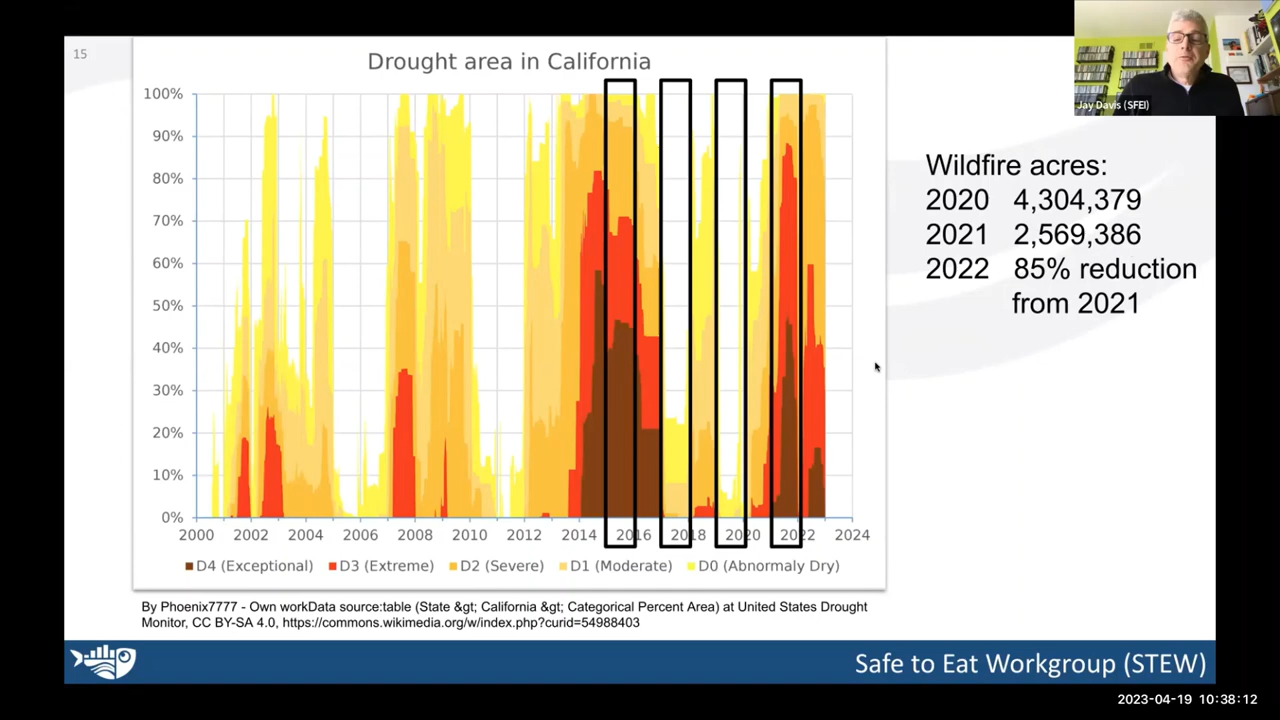 15
Drought area in California
100%
90%
80%
70%
60%
50%
40%
30%
20%
10%
0%
2000 2002 2004 2006 2008 2010 2012 2014 2016 2018 2020 2022 2024
D4 (Exceptional) D3 (Extreme) D2 (Severe) D1 (Moderate) D0 (Abnormaly Dry)
By Phoenix7777 - Own workData source:table (State &gt; California &gt; Categorical Percent Area) at United States Drought
Monitor, CC BY-SA 4.0, https://commons.wikimedia.org/w/index.php?curid=54988403
Jay Davis (SFEI)
Wildfire acres:
2020 4,304,379
2021 2,569,386
2022 85% reduction
from 2021
Safe to Eat Workgroup (STEW)
2023-04-19 10:38:12